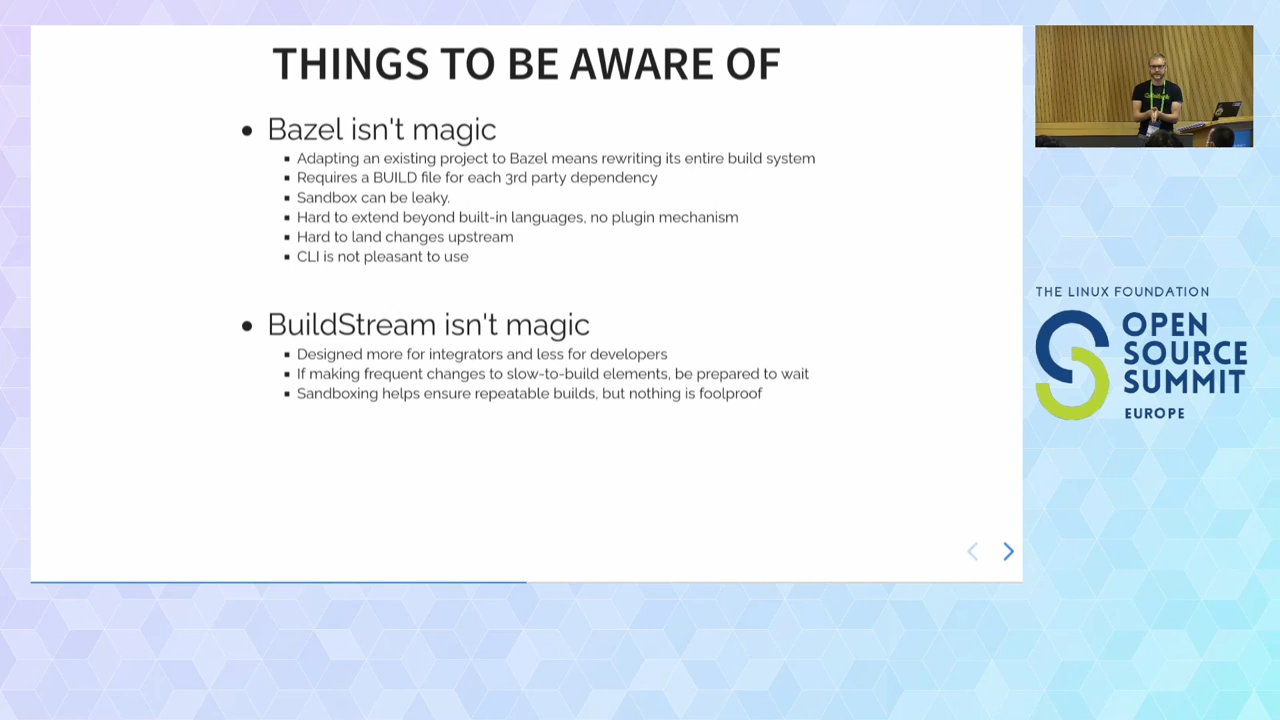 THINGS TO BE AWARE OF
Bazel isn't magic
Adapting an existing project to Bazel means rewriting its entire build system
Requires a BUILD file for each 3rd party dependency
Sandbox can be leaky.
Hard to extend beyond built-in languages, no plugin mechanism
Hard to land changes upstream
CLI is not pleasant to use
BuildStream isn't magic
Designed more for integrators and less for developers
If making frequent changes to slow-to-build elements, be prepared to wait
Sandboxing helps ensure repeatable builds, but nothing is foolproof
THE LINUX FOUNDATION
OPEN
SOURCE
SUMMIT
EUROPE